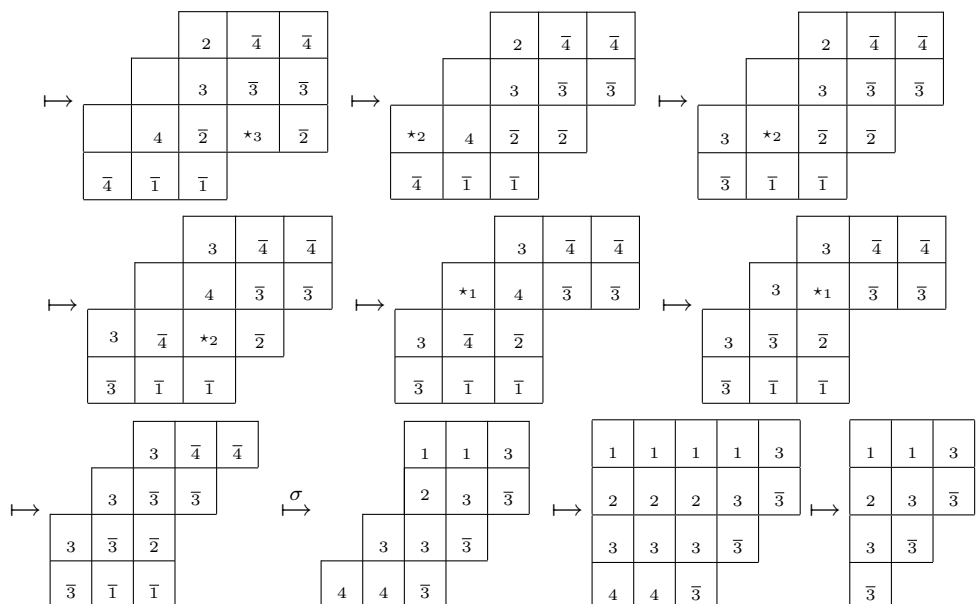 2 4̅ 4̅ 2 4̅ 4̅ 2 4̅ 4̅
3 3̅ 3̅ 3 3̅ 3̅ 3 3̅ 3̅
↦ ↦ ↦
4 2̅ ⋆3 2̅ ⋆2 4 2̅ 2̅ 3 ⋆2 2̅ 2̅
4̅ 1̅ 1̅ 4̅ 1̅ 1̅ 3̅ 1̅ 1̅
3 4̅ 4̅ 3 4̅ 4̅ 3 4̅ 4̅
4 3̅ 3̅ ⋆1 4 3̅ 3̅ 3 ⋆1 3̅ 3̅
↦ ↦ ↦
3 4̅ ⋆2 2̅ 3 4̅ 2̅ 3 3̅ 2̅
3̅ 1̅ 1̅ 3̅ 1̅ 1̅ 3̅ 1̅ 1̅
3 4̅ 4̅ 1 1 3 1 1 1 1 3 1 1 3
3 3̅ 3̅ σ 2 3 3̅ 2 2 2 3 3̅ 2 3 3̅
↦ ↦ ↦ ↦
3 3̅ 2̅ 3 3 3̅ 3 3 3 3̅ 3 3̅
3̅ 1̅ 1̅ 4 4 3̅ 4 4 3̅ 3̅